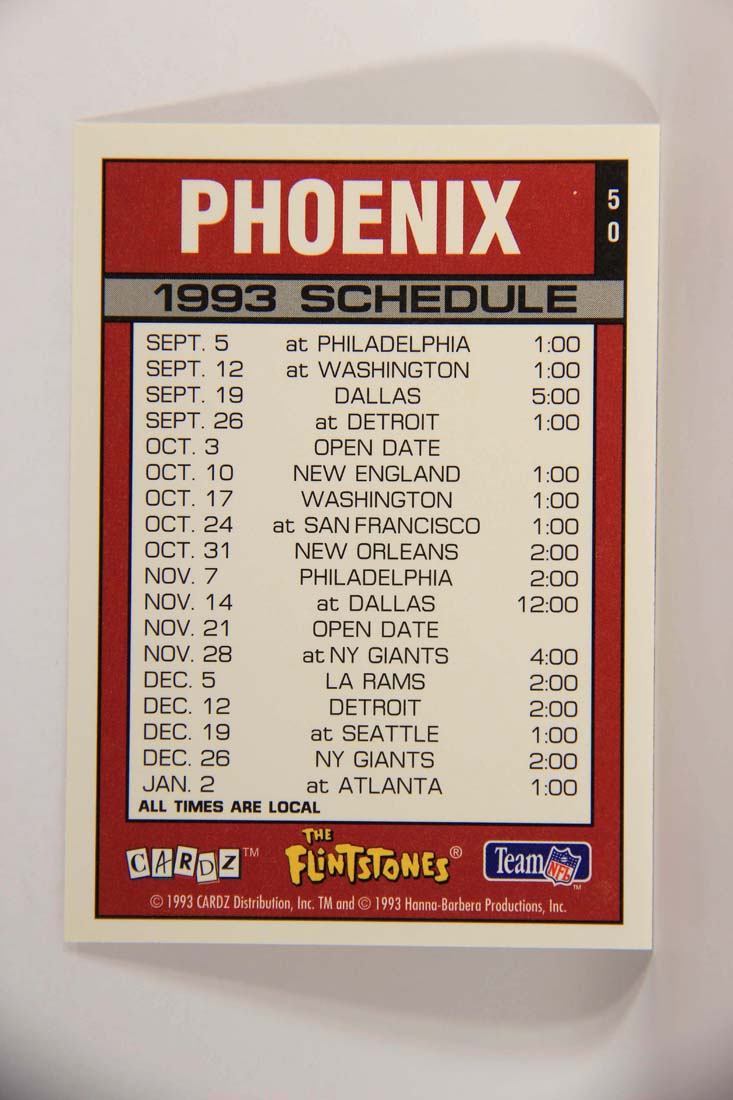 PHOENIX
50
1993 SCHEDULE
SEPT. 5 at PHILADELPHIA 1:00
SEPT. 12 at WASHINGTON 1:00
SEPT. 19 DALLAS 5:00
SEPT. 26 at DETROIT 1:00
OCT. 3 OPEN DATE
OCT. 10 NEW ENGLAND 1:00
OCT. 17 WASHINGTON 1:00
OCT. 24 at SAN FRANCISCO 1:00
OCT. 31 NEW ORLEANS 2:00
NOV. 7 PHILADELPHIA 2:00
NOV. 14 at DALLAS 12:00
NOV. 21 OPEN DATE
NOV. 28 at NY GIANTS 4:00
DEC. 5 LA RAMS 2:00
DEC. 12 DETROIT 2:00
DEC. 19 at SEATTLE 1:00
DEC. 26 NY GIANTS 2:00
JAN. 2 at ATLANTA 1:00
ALL TIMES ARE LOCAL
CARDZ™ THE FLINTSTONES® Team NFL™
© 1993 CARDZ Distribution, Inc. TM and © 1993 Hanna-Barbera Productions, Inc.